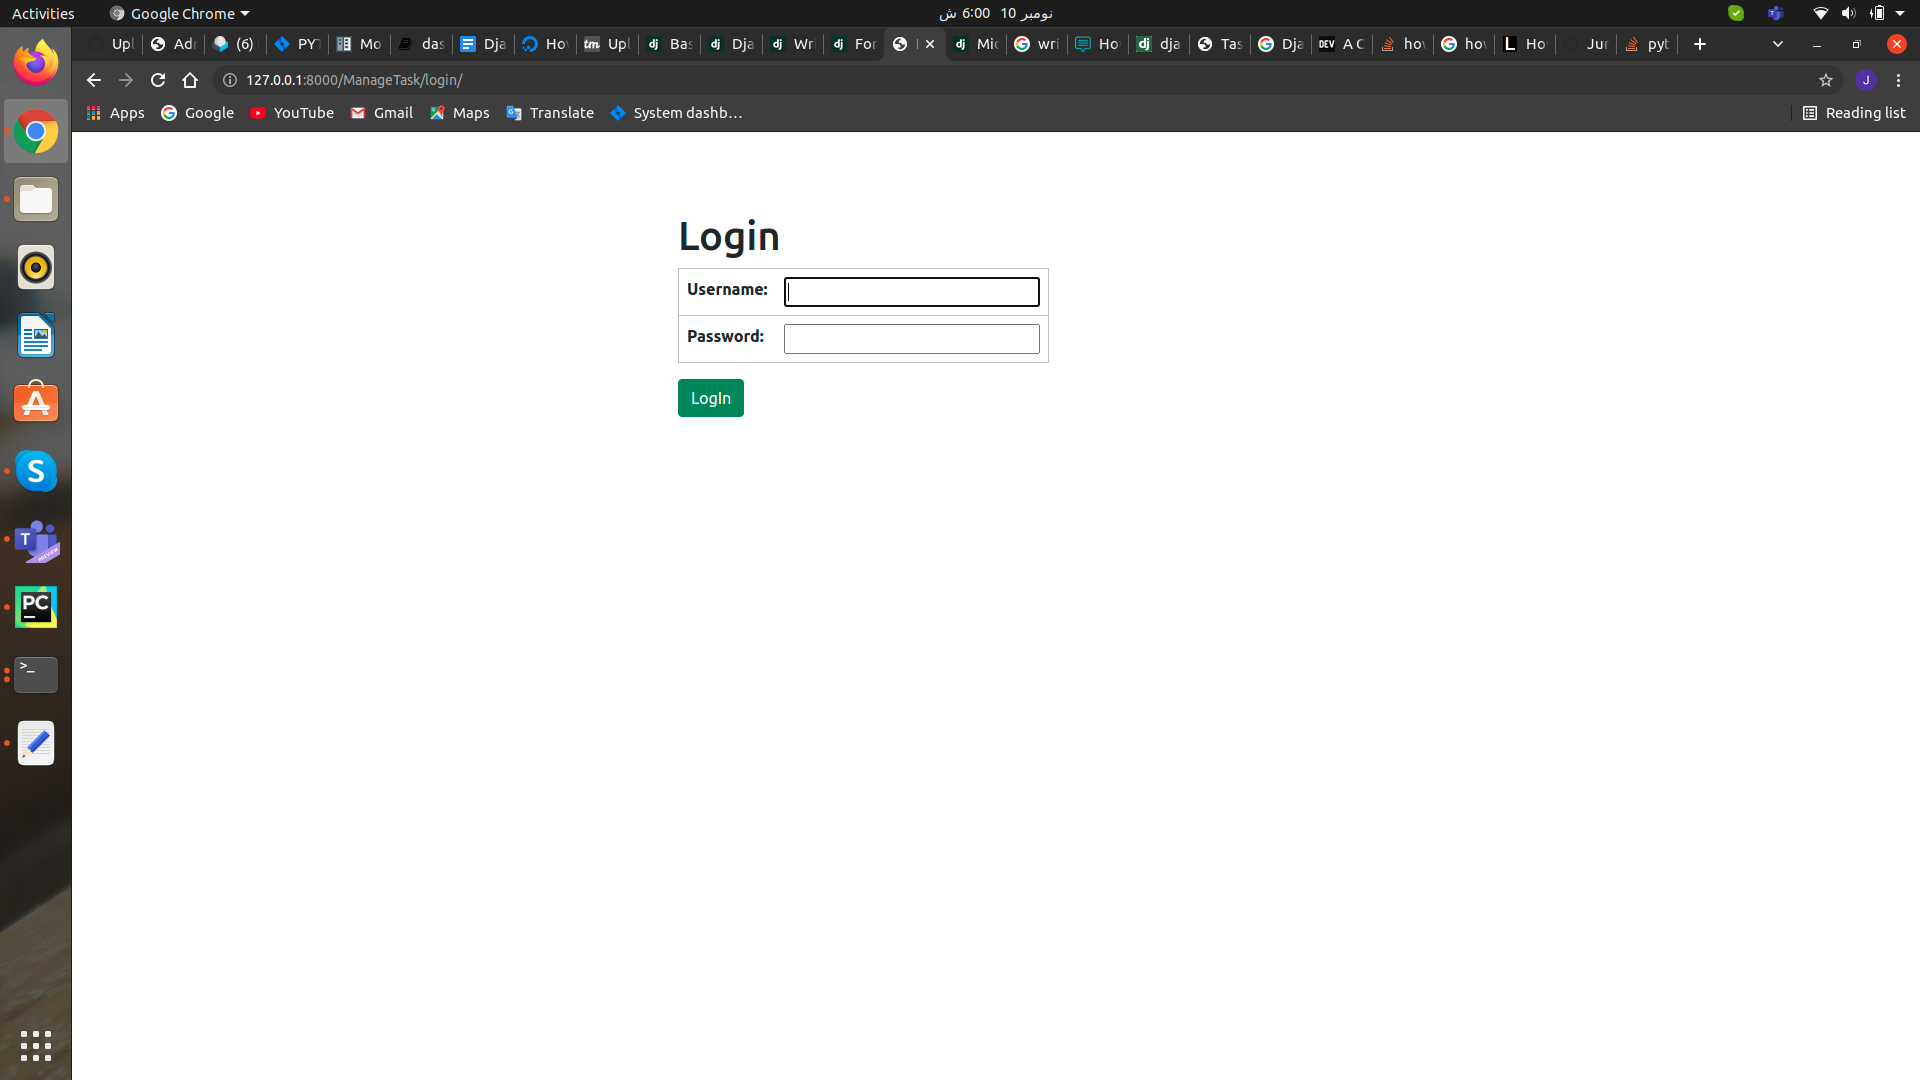 Activities Google Chrome نومبر 10 6:00 ش
Upl Adı (6) PY Mo das Dja Ho Upl Bas Dja Wri For Mic wri Ho dja Tas Dja A C hov hov Ho Jur pyt
127.0.0.1:8000/ManageTask/login/ J
Apps Google YouTube Gmail Maps Translate System dashb… Reading list
Login
Username:
Password:
LogIn